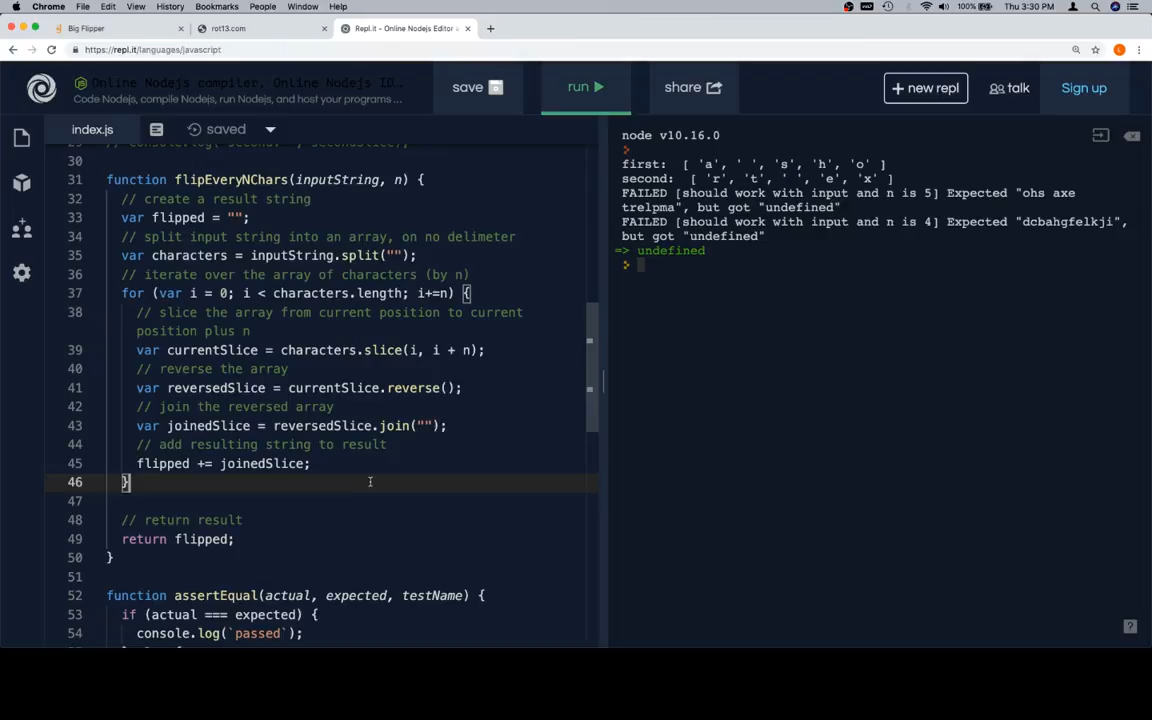 Chrome File Edit View History Bookmarks People Window Help 100% Thu 3:30 PM
Big Flipper × rot13.com × Repl.it - Online Nodejs Editor × +
https://repl.it/languages/javascript
Online Nodejs compiler, Online Nodejs ID...
Code Nodejs, compile Nodejs, run Nodejs, and host your programs ...
save run share + new repl talk Sign up
index.js saved
node v10.16.0
30
31 function flipEveryNChars(inputString, n) {
32 // create a result string
33 var flipped = "";
34 // split input string into an array, on no delimeter
35 var characters = inputString.split("");
36 // iterate over the array of characters (by n)
37 for (var i = 0; i < characters.length; i+=n) {
38 // slice the array from current position to current
position plus n
39 var currentSlice = characters.slice(i, i + n);
40 // reverse the array
41 var reversedSlice = currentSlice.reverse();
42 // join the reversed array
43 var joinedSlice = reversedSlice.join("");
44 // add resulting string to result
45 flipped += joinedSlice;
46 }
47
48 // return result
49 return flipped;
50 }
51
52 function assertEqual(actual, expected, testName) {
53 if (actual === expected) {
54 console.log(`passed`);
first: [ 'a', ' ', 's', 'h', 'o' ]
second: [ 'r', 't', ' ', 'e', 'x' ]
FAILED [should work with input and n is 5] Expected "ohs axe
trelpma", but got "undefined"
FAILED [should work with input and n is 4] Expected "dcbahgfelkji",
but got "undefined"
=> undefined
?